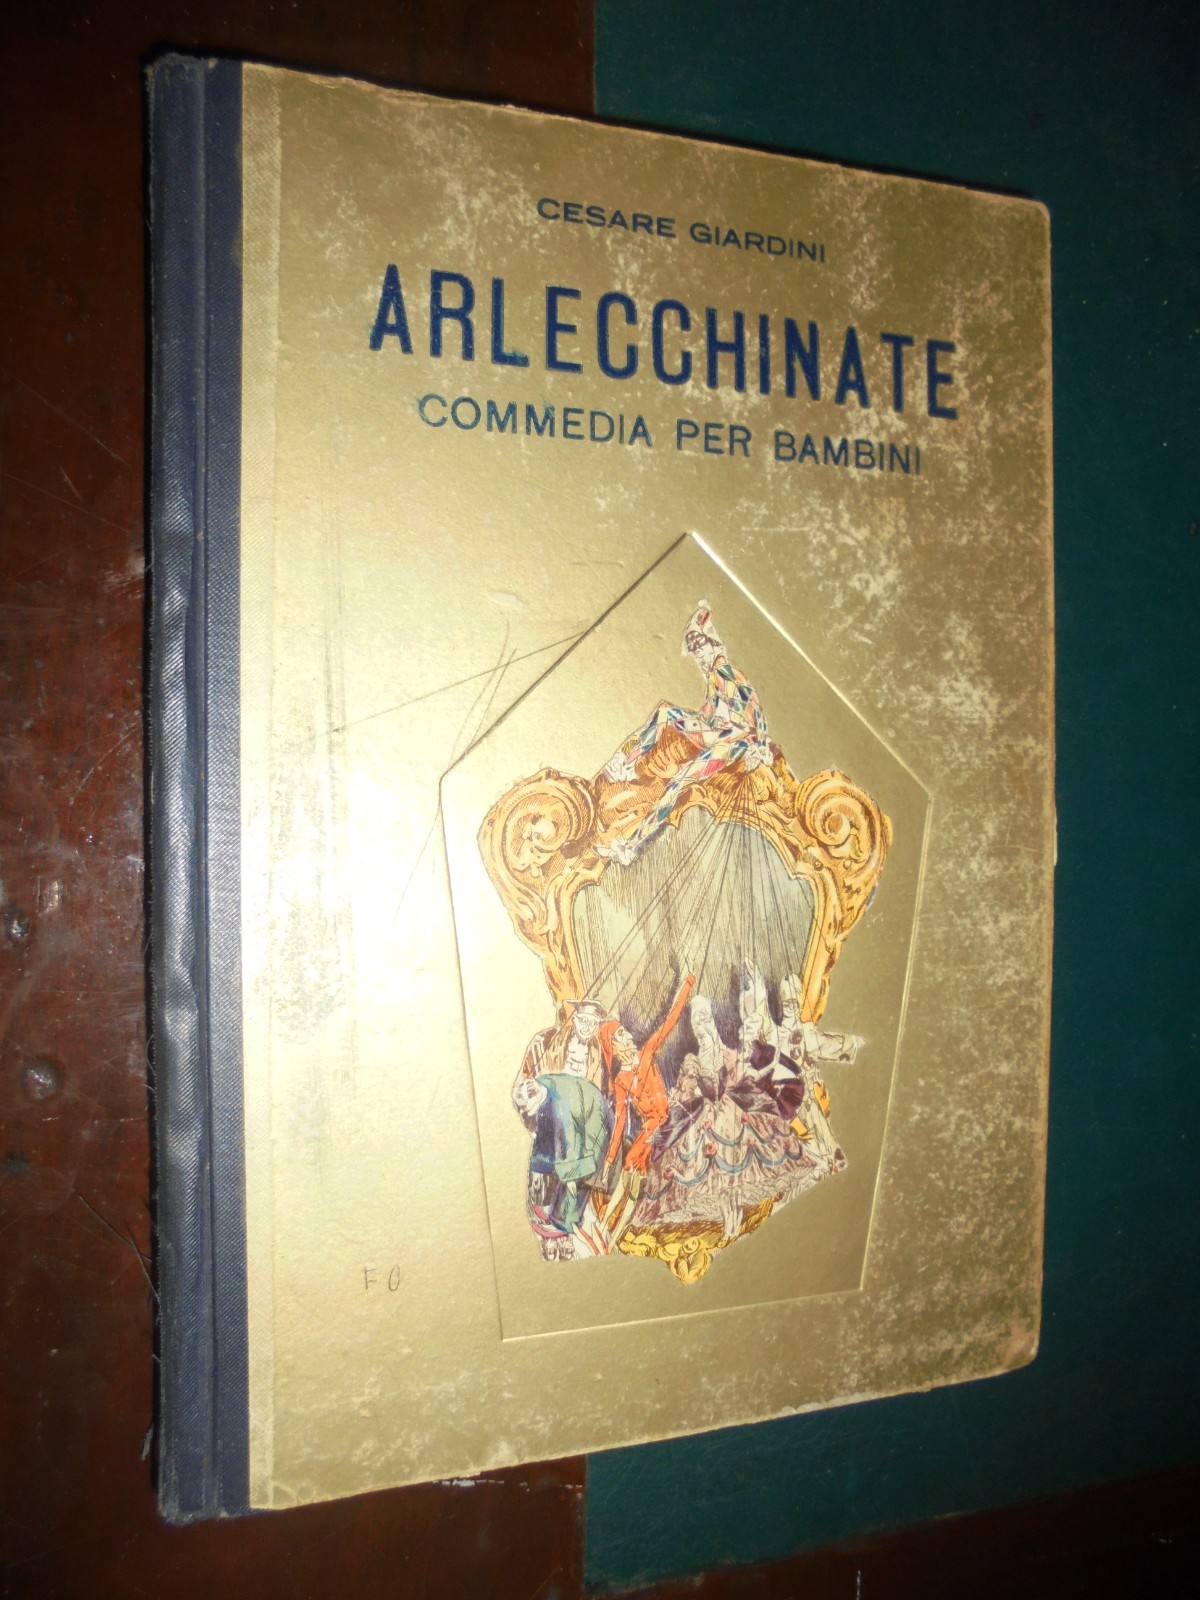 CESARE GIARDINI
ARLECCHINATE
COMMEDIA PER BAMBINI
F G